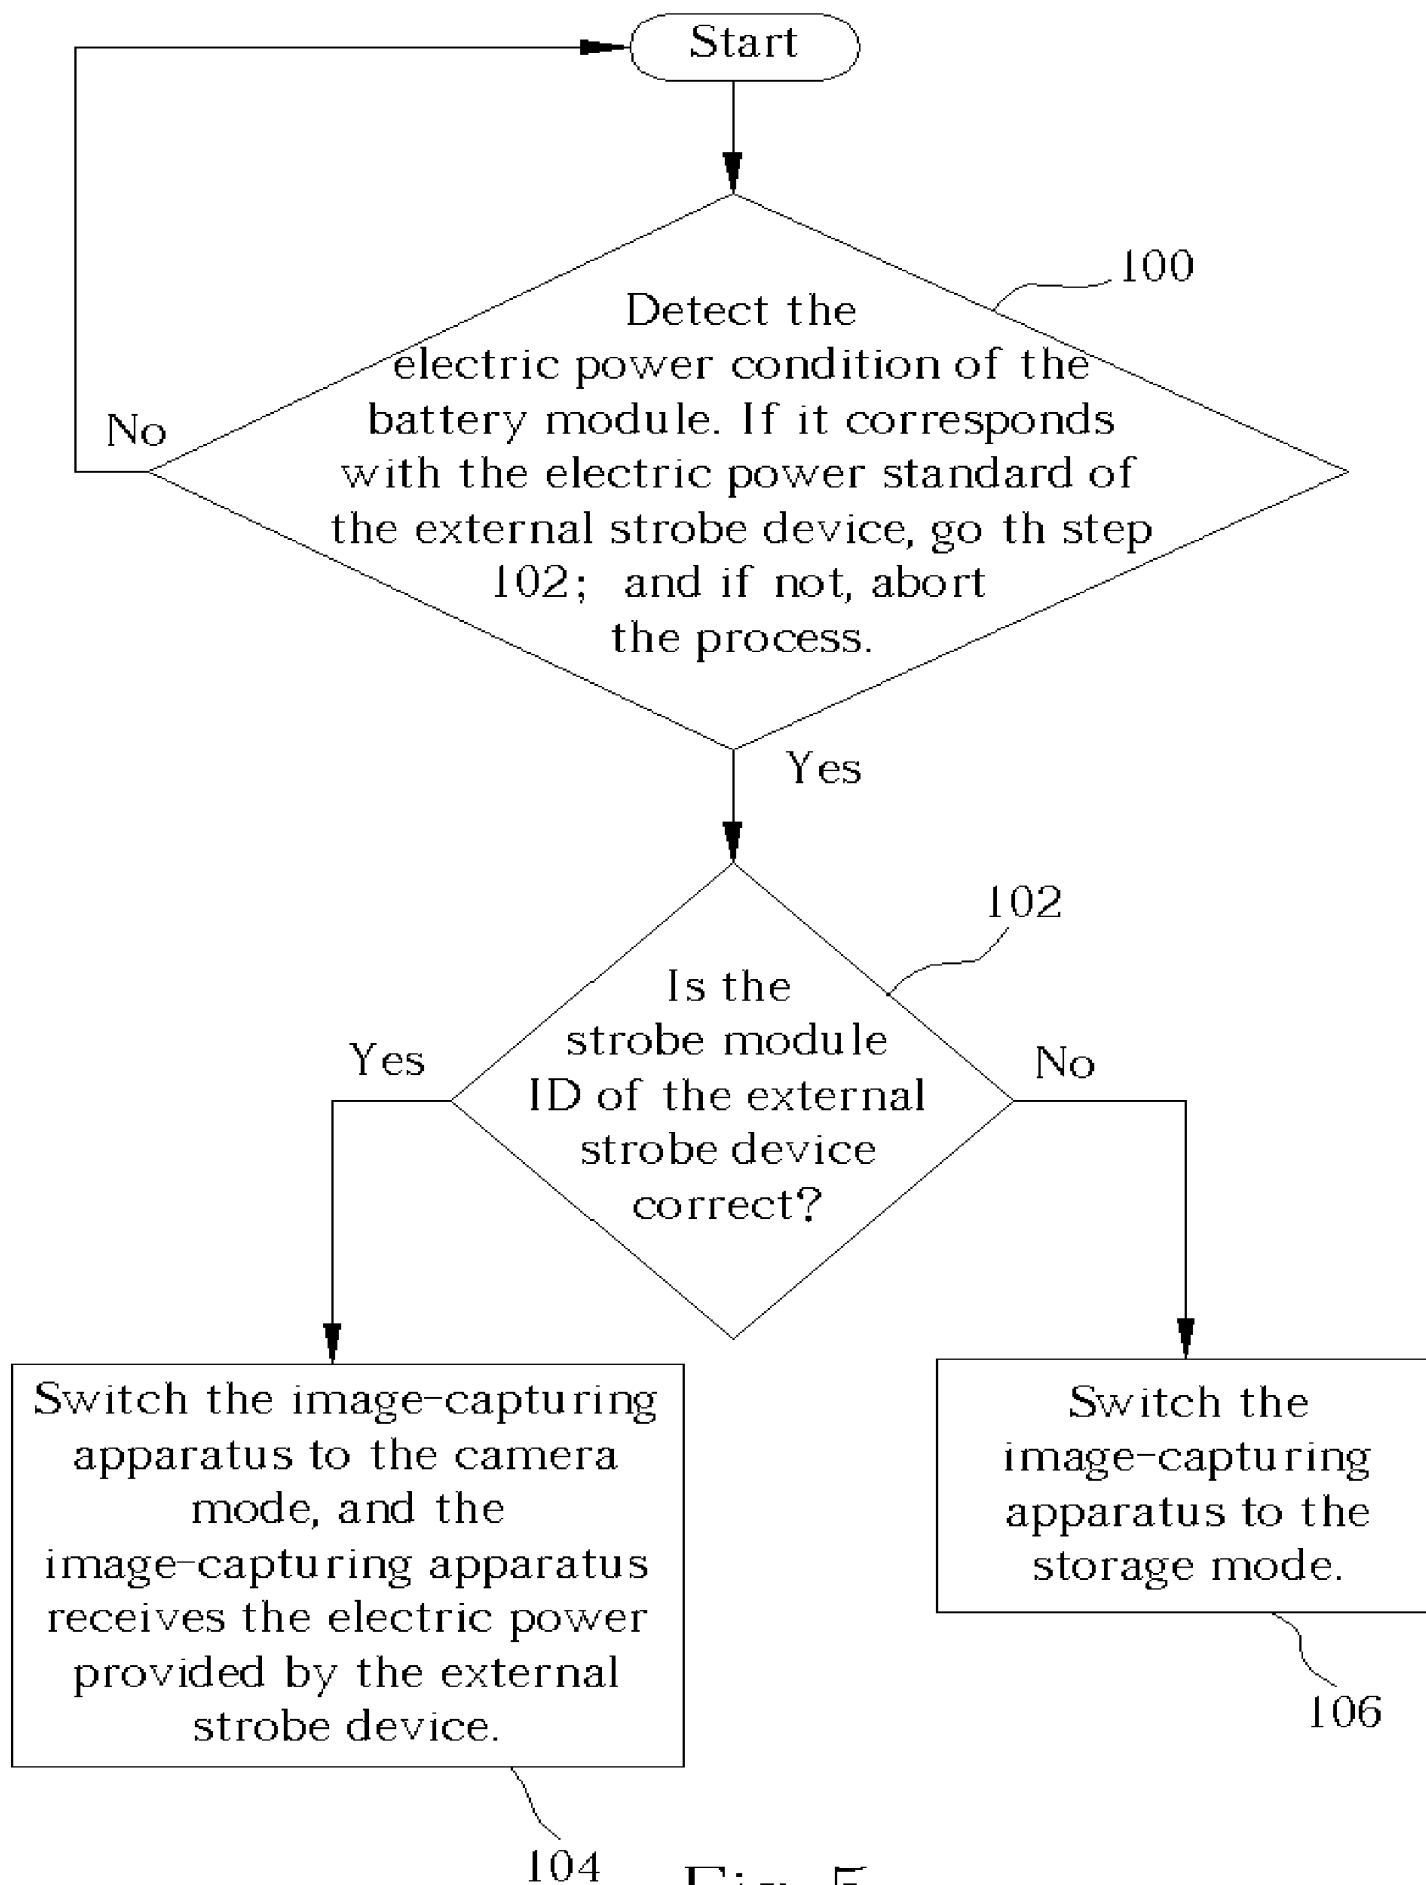 Start
100
Detect the
electric power condition of the
battery module. If it corresponds
No
with the electric power standard of
the external strobe device, go th step
102; and if not, abort
the process.
Yes
102
Is the
strobe module
Yes
No
ID of the external
strobe device
correct?
Switch the image-capturing
apparatus to the camera
mode, and the
image-capturing apparatus
receives the electric power
provided by the external
strobe device.
Switch the
image-capturing
apparatus to the
storage mode.
106
104
Fig. 5